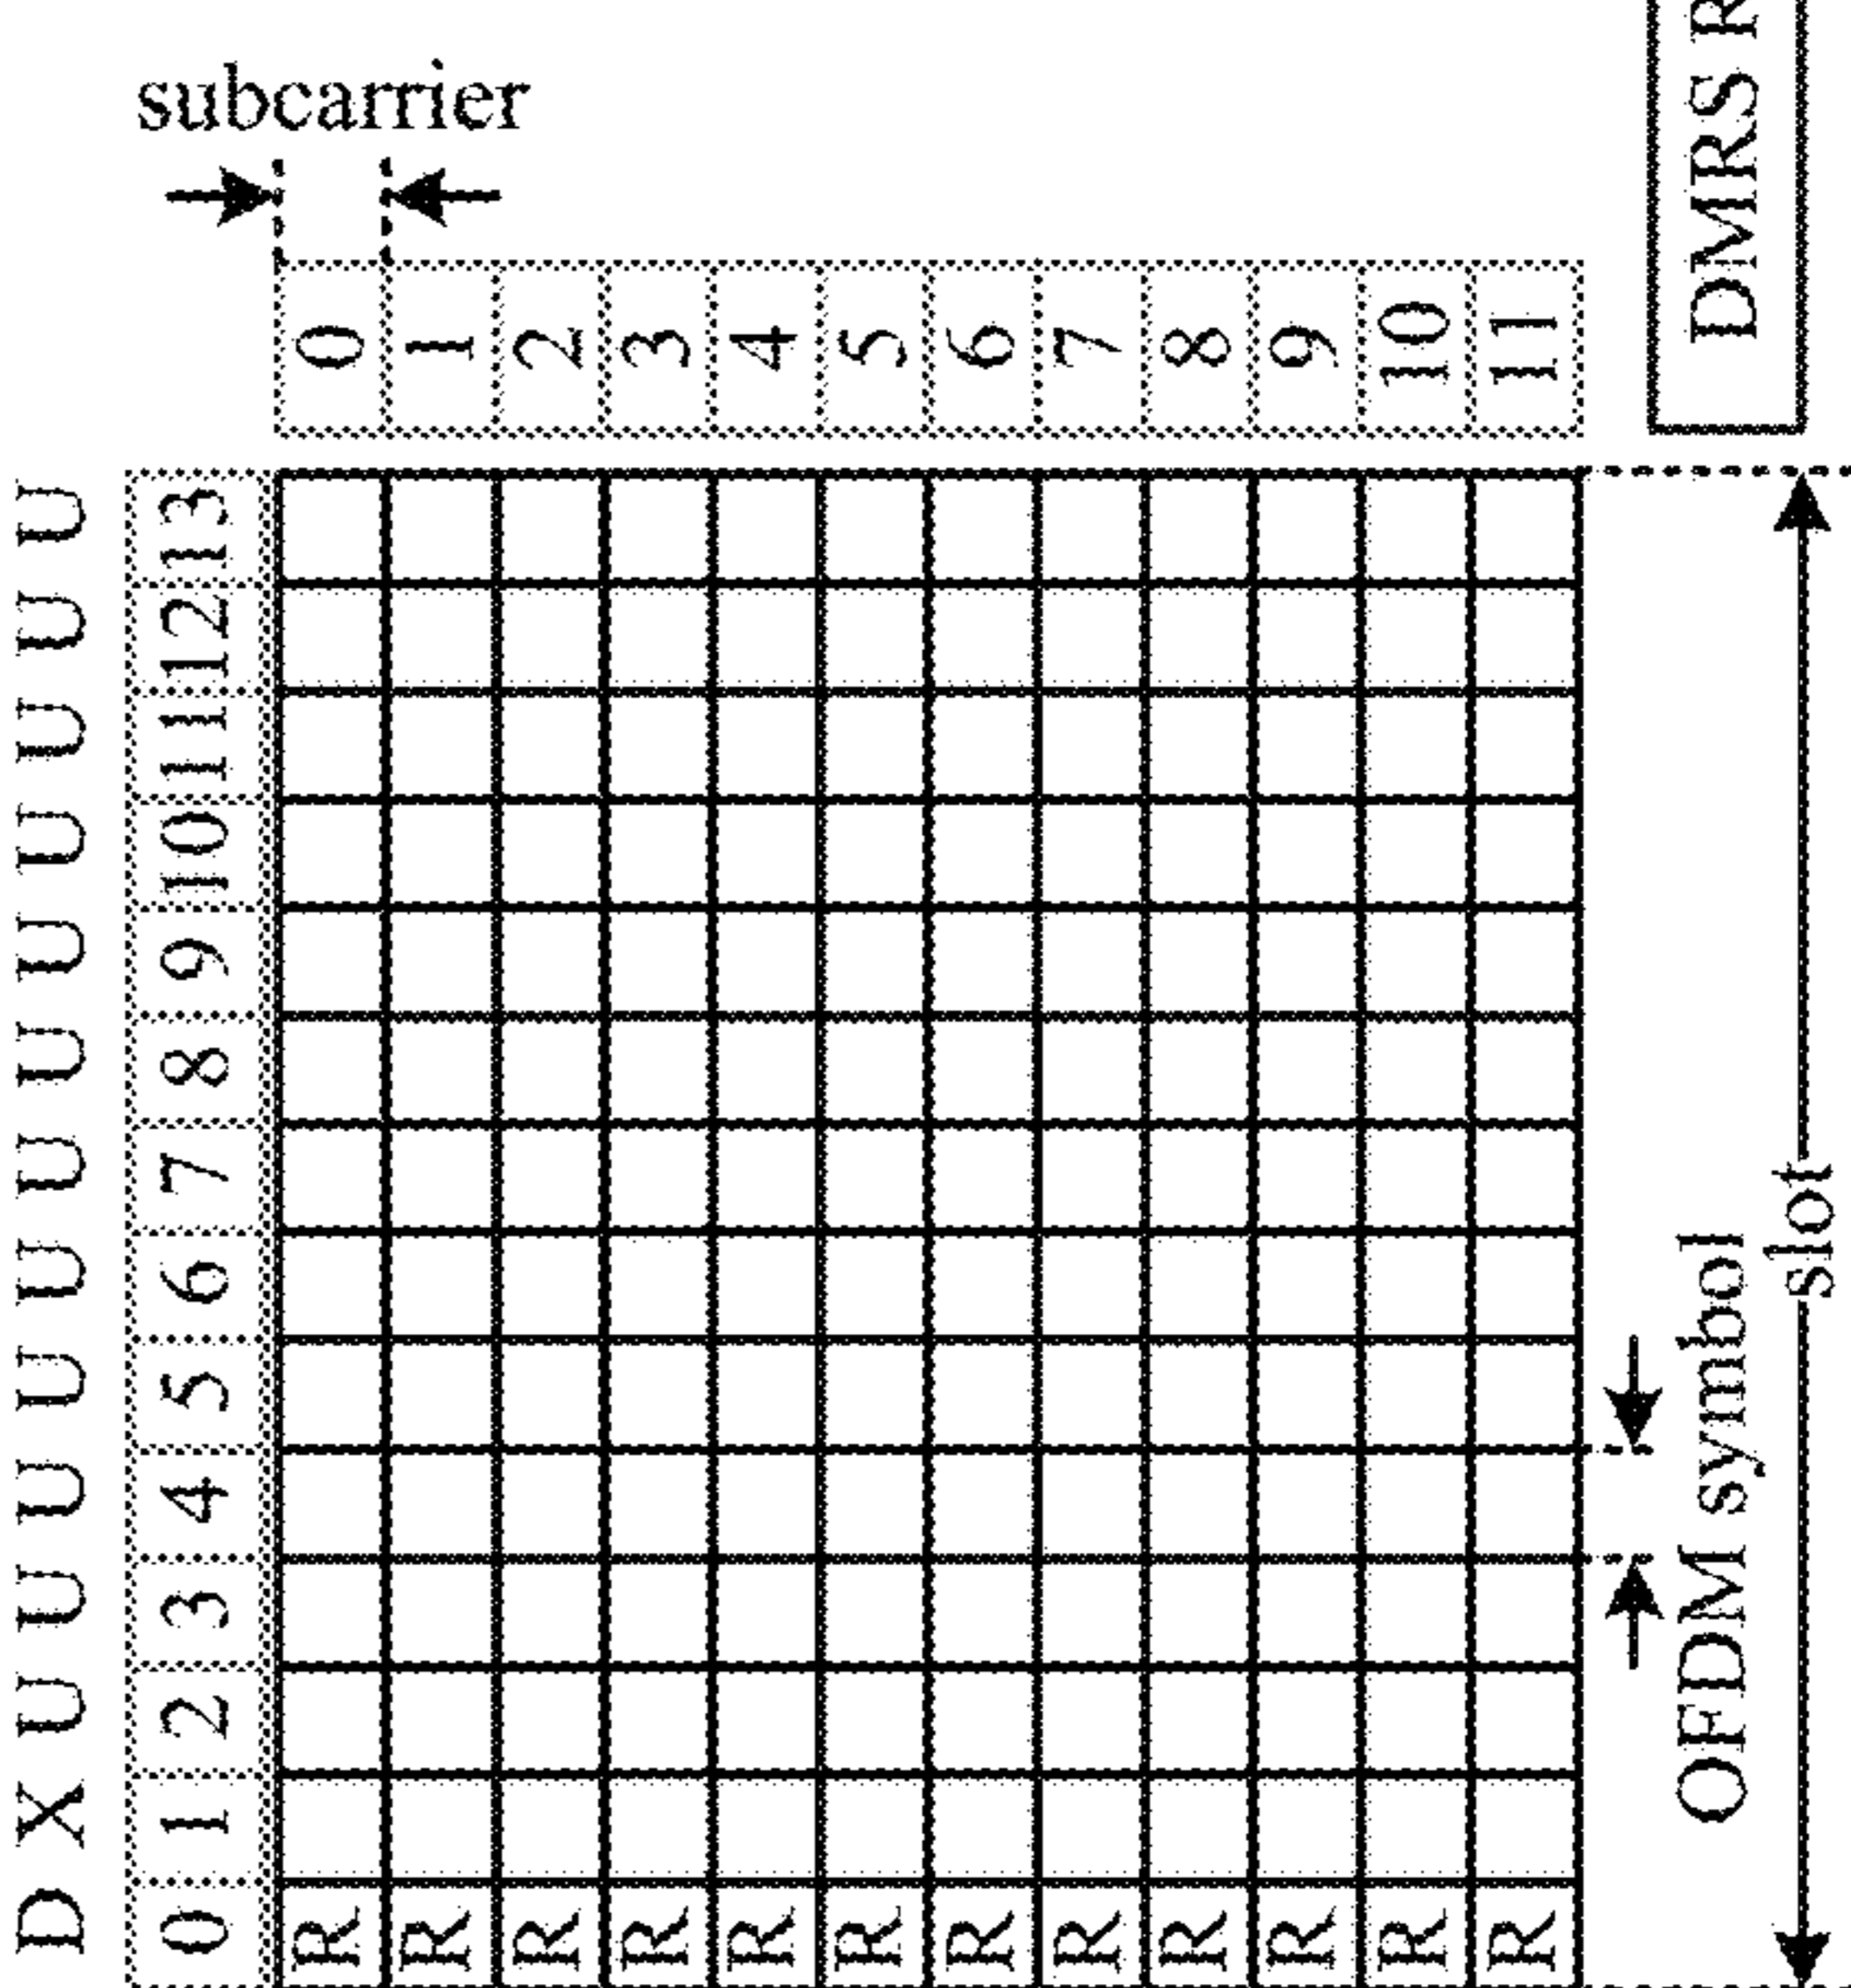 D X U U U U U U U U U U U U
0 1 2 3 4 5 6 7 8 9 10 11 12 13
subcarrier
R 0
R 1
R 2
R 3
R 4
R 5
R 6
R 7
R 8
R 9
R 10
R 11
OFDM symbol
DMRS R
slot